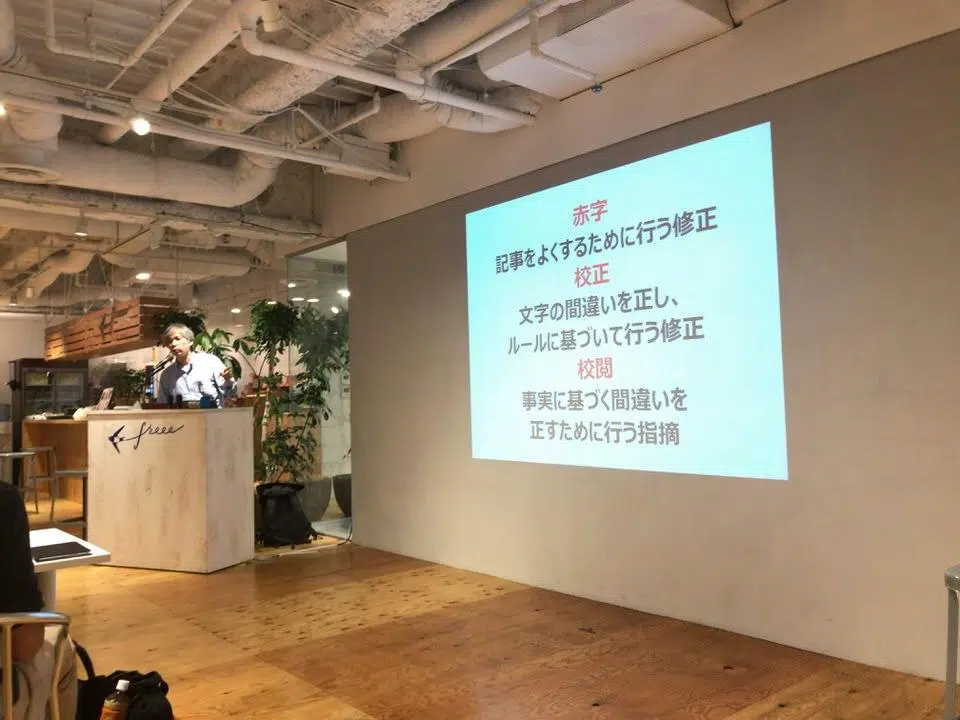 freee
赤字
記事をよくするために行う修正
校正
文字の間違いを正し、
ルールに基づいて行う修正
校閲
事実に基づく間違いを
正すために行う指摘